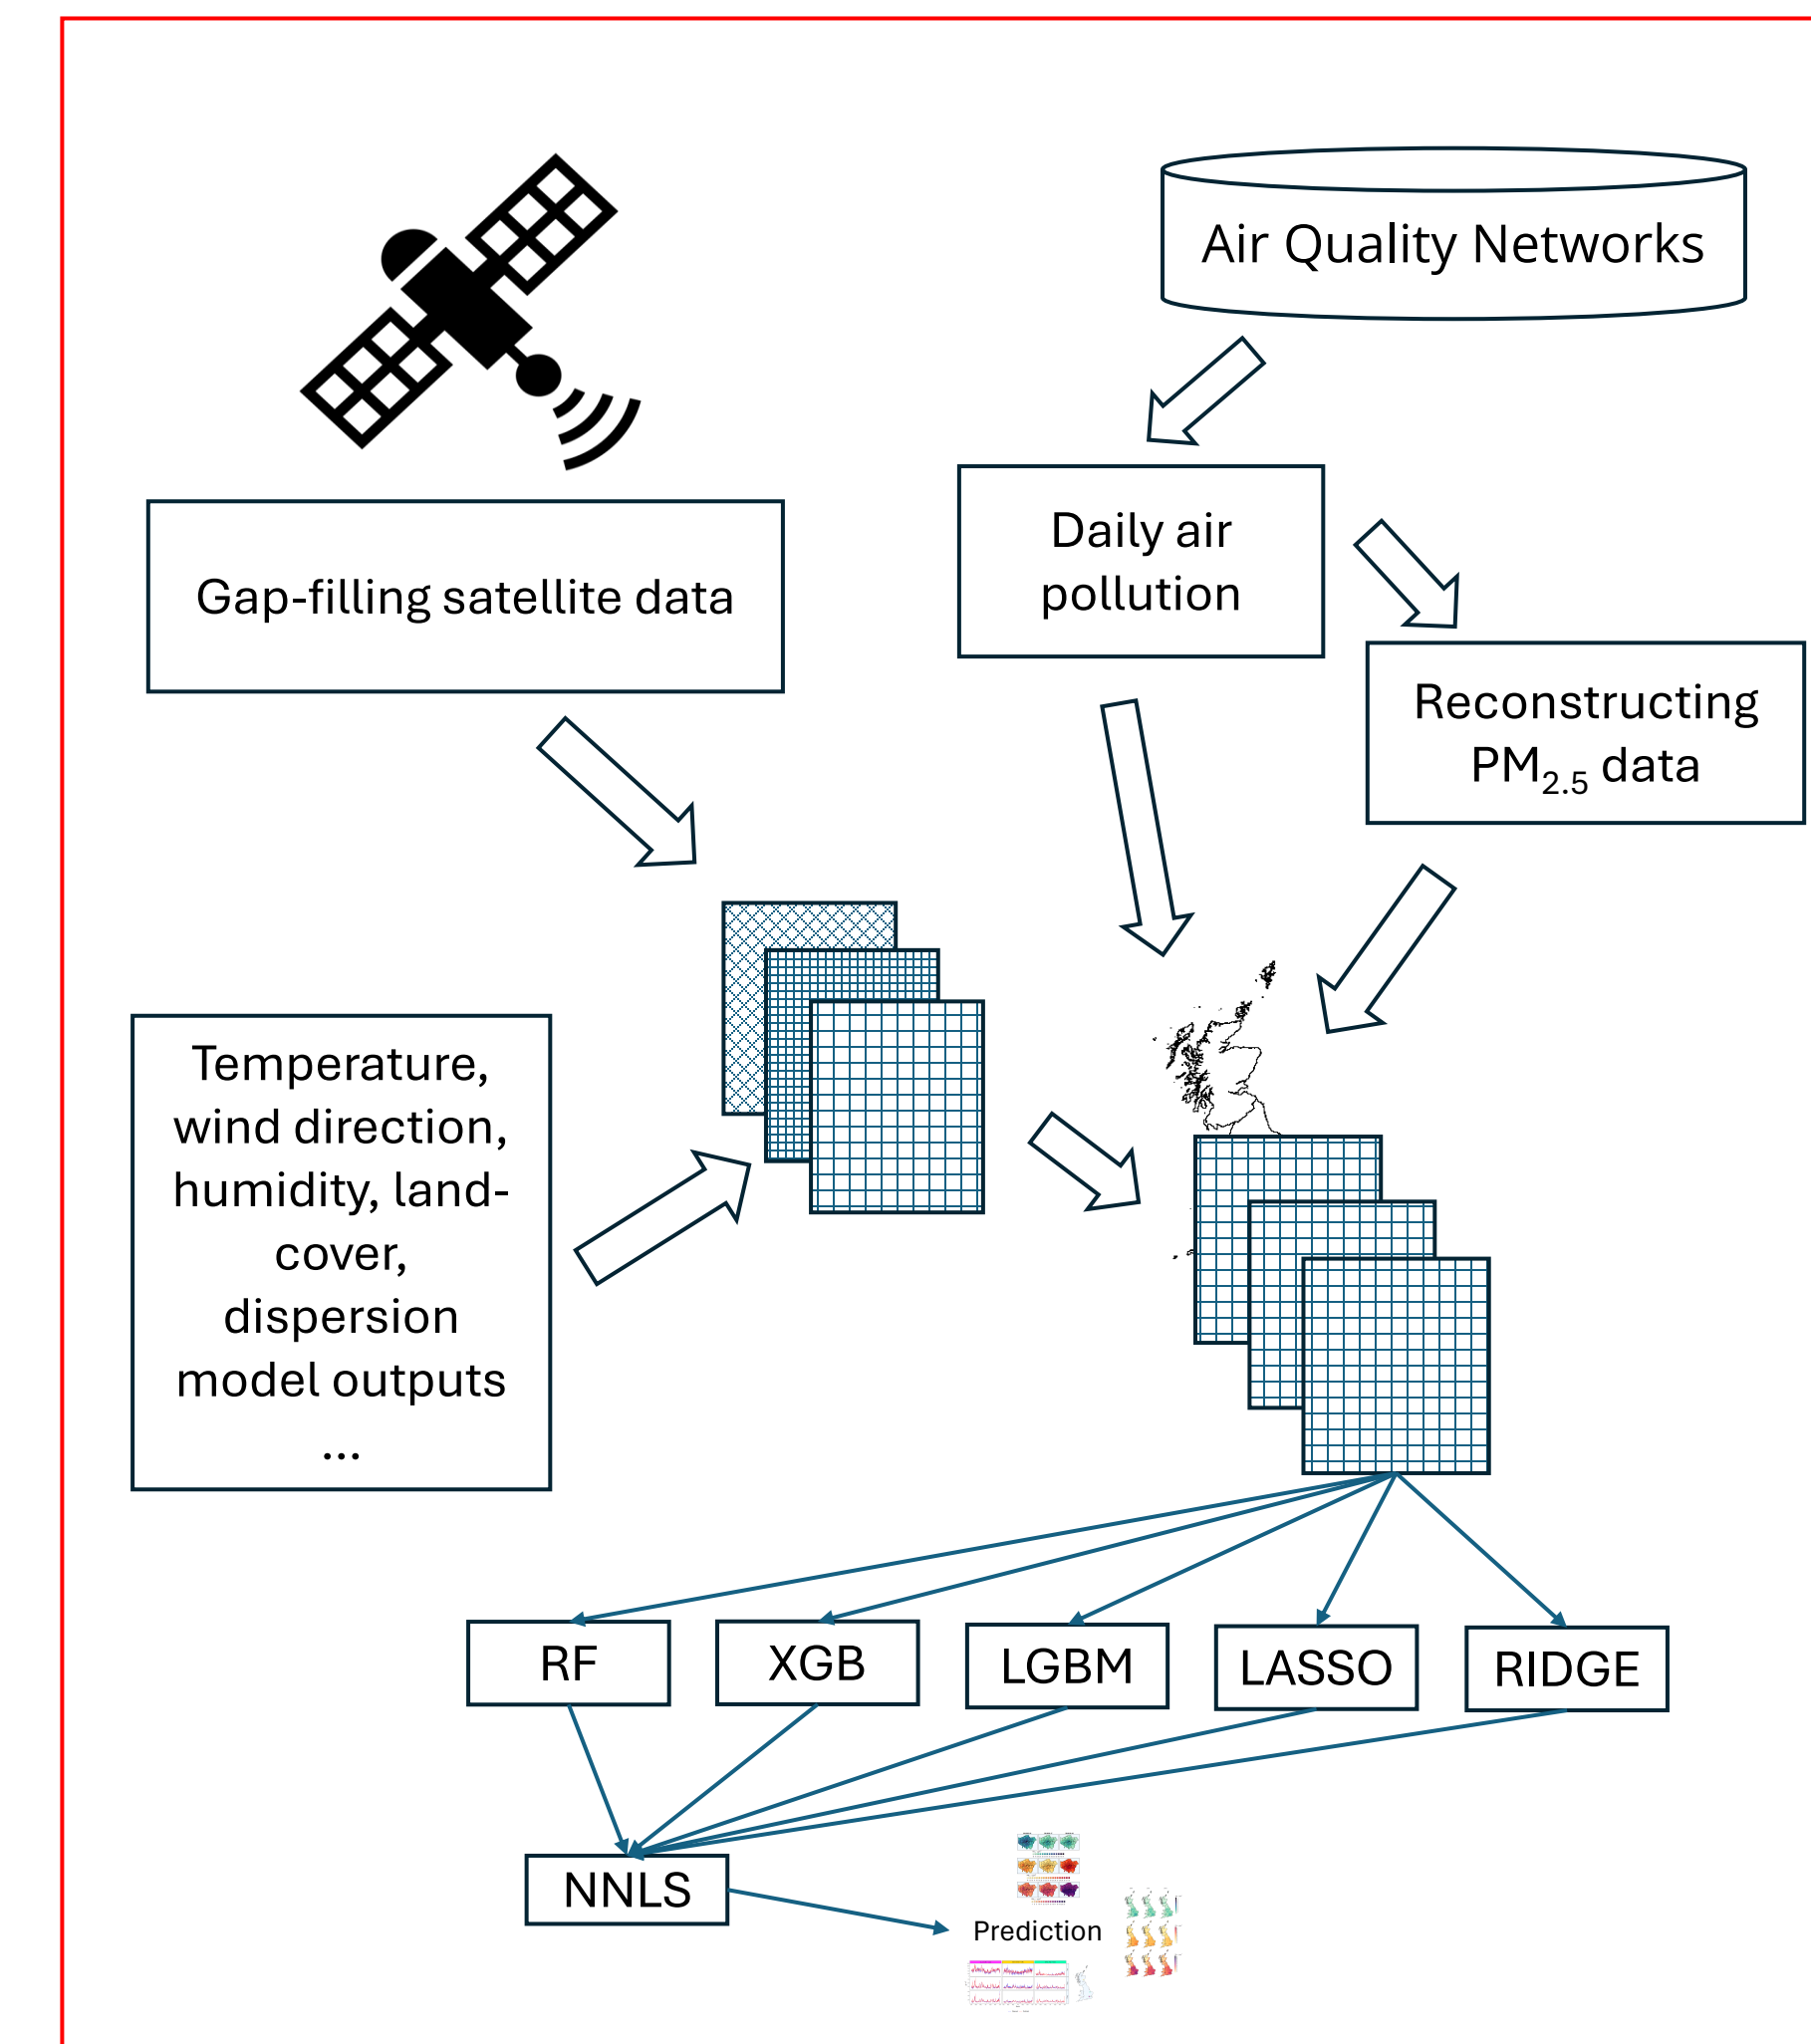 Air Quality Networks
Gap-filling satellite data
Daily air
pollution
Reconstructing
PM₂.₅ data
Temperature,
wind direction,
humidity, land-
cover,
dispersion
model outputs
...
RF
XGB
LGBM
LASSO
RIDGE
NNLS
Prediction